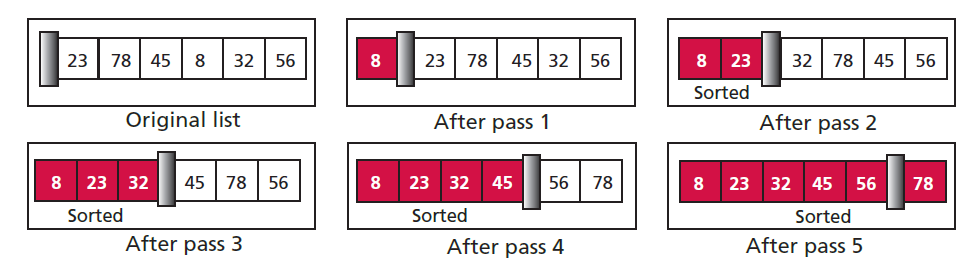 23 78 45 8 32 56
Original list
8 23 78 45 32 56
After pass 1
8 23 32 78 45 56
Sorted
After pass 2
8 23 32 45 78 56
Sorted
After pass 3
8 23 32 45 56 78
Sorted
After pass 4
8 23 32 45 56 78
Sorted
After pass 5